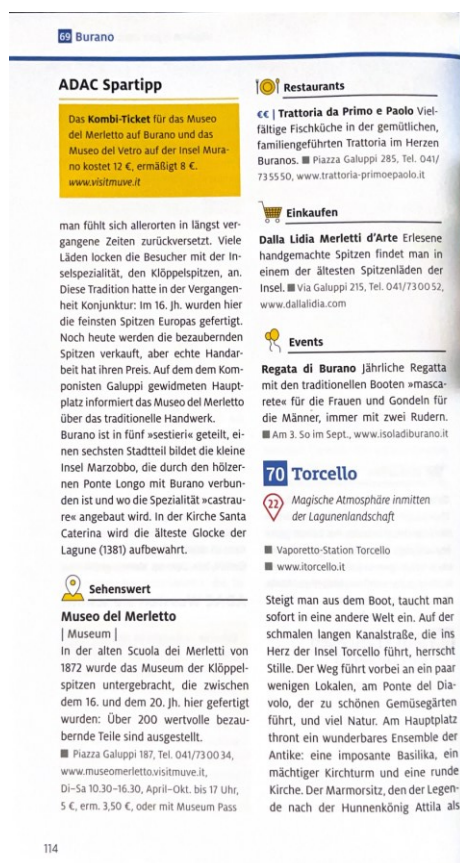 69 Burano
ADAC Spartipp
Das Kombi-Ticket für das Museo
del Merletto auf Burano und das
Museo del Vetro auf der Insel Mura-
no kostet 12 €, ermäßigt 8 €.
www.visitmuve.it
man fühlt sich allerorten in längst ver-
gangene Zeiten zurückversetzt. Viele
Läden locken die Besucher mit der In-
selspezialität, den Klöppelspitzen, an.
Diese Tradition hatte in der Vergangen-
heit Konjunktur: Im 16. Jh. wurden hier
die feinsten Spitzen Europas gefertigt.
Noch heute werden die bezaubernden
Spitzen verkauft, aber echte Handar-
beit hat ihren Preis. Auf dem dem Kom-
ponisten Galuppi gewidmeten Haupt-
platz informiert das Museo del Merletto
über das traditionelle Handwerk.
Burano ist in fünf »sestieri« geteilt, ei-
nen sechsten Stadtteil bildet die kleine
Insel Marzobbo, die durch den hölzer-
nen Ponte Longo mit Burano verbun-
den ist und wo die Spezialität »castrau-
re« angebaut wird. In der Kirche Santa
Caterina wird die älteste Glocke der
Lagune (1381) aufbewahrt.
Sehenswert
Museo del Merletto
| Museum |
In der alten Scuola dei Merletti von
1872 wurde das Museum der Klöppel-
spitzen untergebracht, die zwischen
dem 16. und dem 20. Jh. hier gefertigt
wurden: Über 200 wertvolle bezau-
bernde Teile sind ausgestellt.
■ Piazza Galuppi 187, Tel. 041/73 00 34,
www.museomerletto.visitmuve.it,
Di–Sa 10.30–16.30, April–Okt. bis 17 Uhr,
5 €, erm. 3,50 €, oder mit Museum Pass
Restaurants
€€ | Trattoria da Primo e Paolo Viel-
fältige Fischküche in der gemütlichen,
familiengeführten Trattoria im Herzen
Buranos. ■ Piazza Galuppi 285, Tel. 041/
73 55 50, www.trattoria-primoepaolo.it
Einkaufen
Dalla Lidia Merletti d'Arte Erlesene
handgemachte Spitzen findet man in
einem der ältesten Spitzenläden der
Insel. ■ Via Galuppi 215, Tel. 041/73 00 52,
www.dallalidia.com
Events
Regata di Burano Jährliche Regatta
mit den traditionellen Booten »masca-
rete« für die Frauen und Gondeln für
die Männer, immer mit zwei Rudern.
■ Am 3. So im Sept., www.isoladiburano.it
70 Torcello
22 Magische Atmosphäre inmitten
der Lagunenlandschaft
■ Vaporetto-Station Torcello
■ www.itorcello.it
Steigt man aus dem Boot, taucht man
sofort in eine andere Welt ein. Auf der
schmalen langen Kanalstraße, die ins
Herz der Insel Torcello führt, herrscht
Stille. Der Weg führt vorbei an ein paar
wenigen Lokalen, am Ponte del Dia-
volo, der zu schönen Gemüsegärten
führt, und viel Natur. Am Hauptplatz
thront ein wunderbares Ensemble der
Antike: eine imposante Basilika, ein
mächtiger Kirchturm und eine runde
Kirche. Der Marmorsitz, den der Legen-
de nach der Hunnenkönig Attila als
114